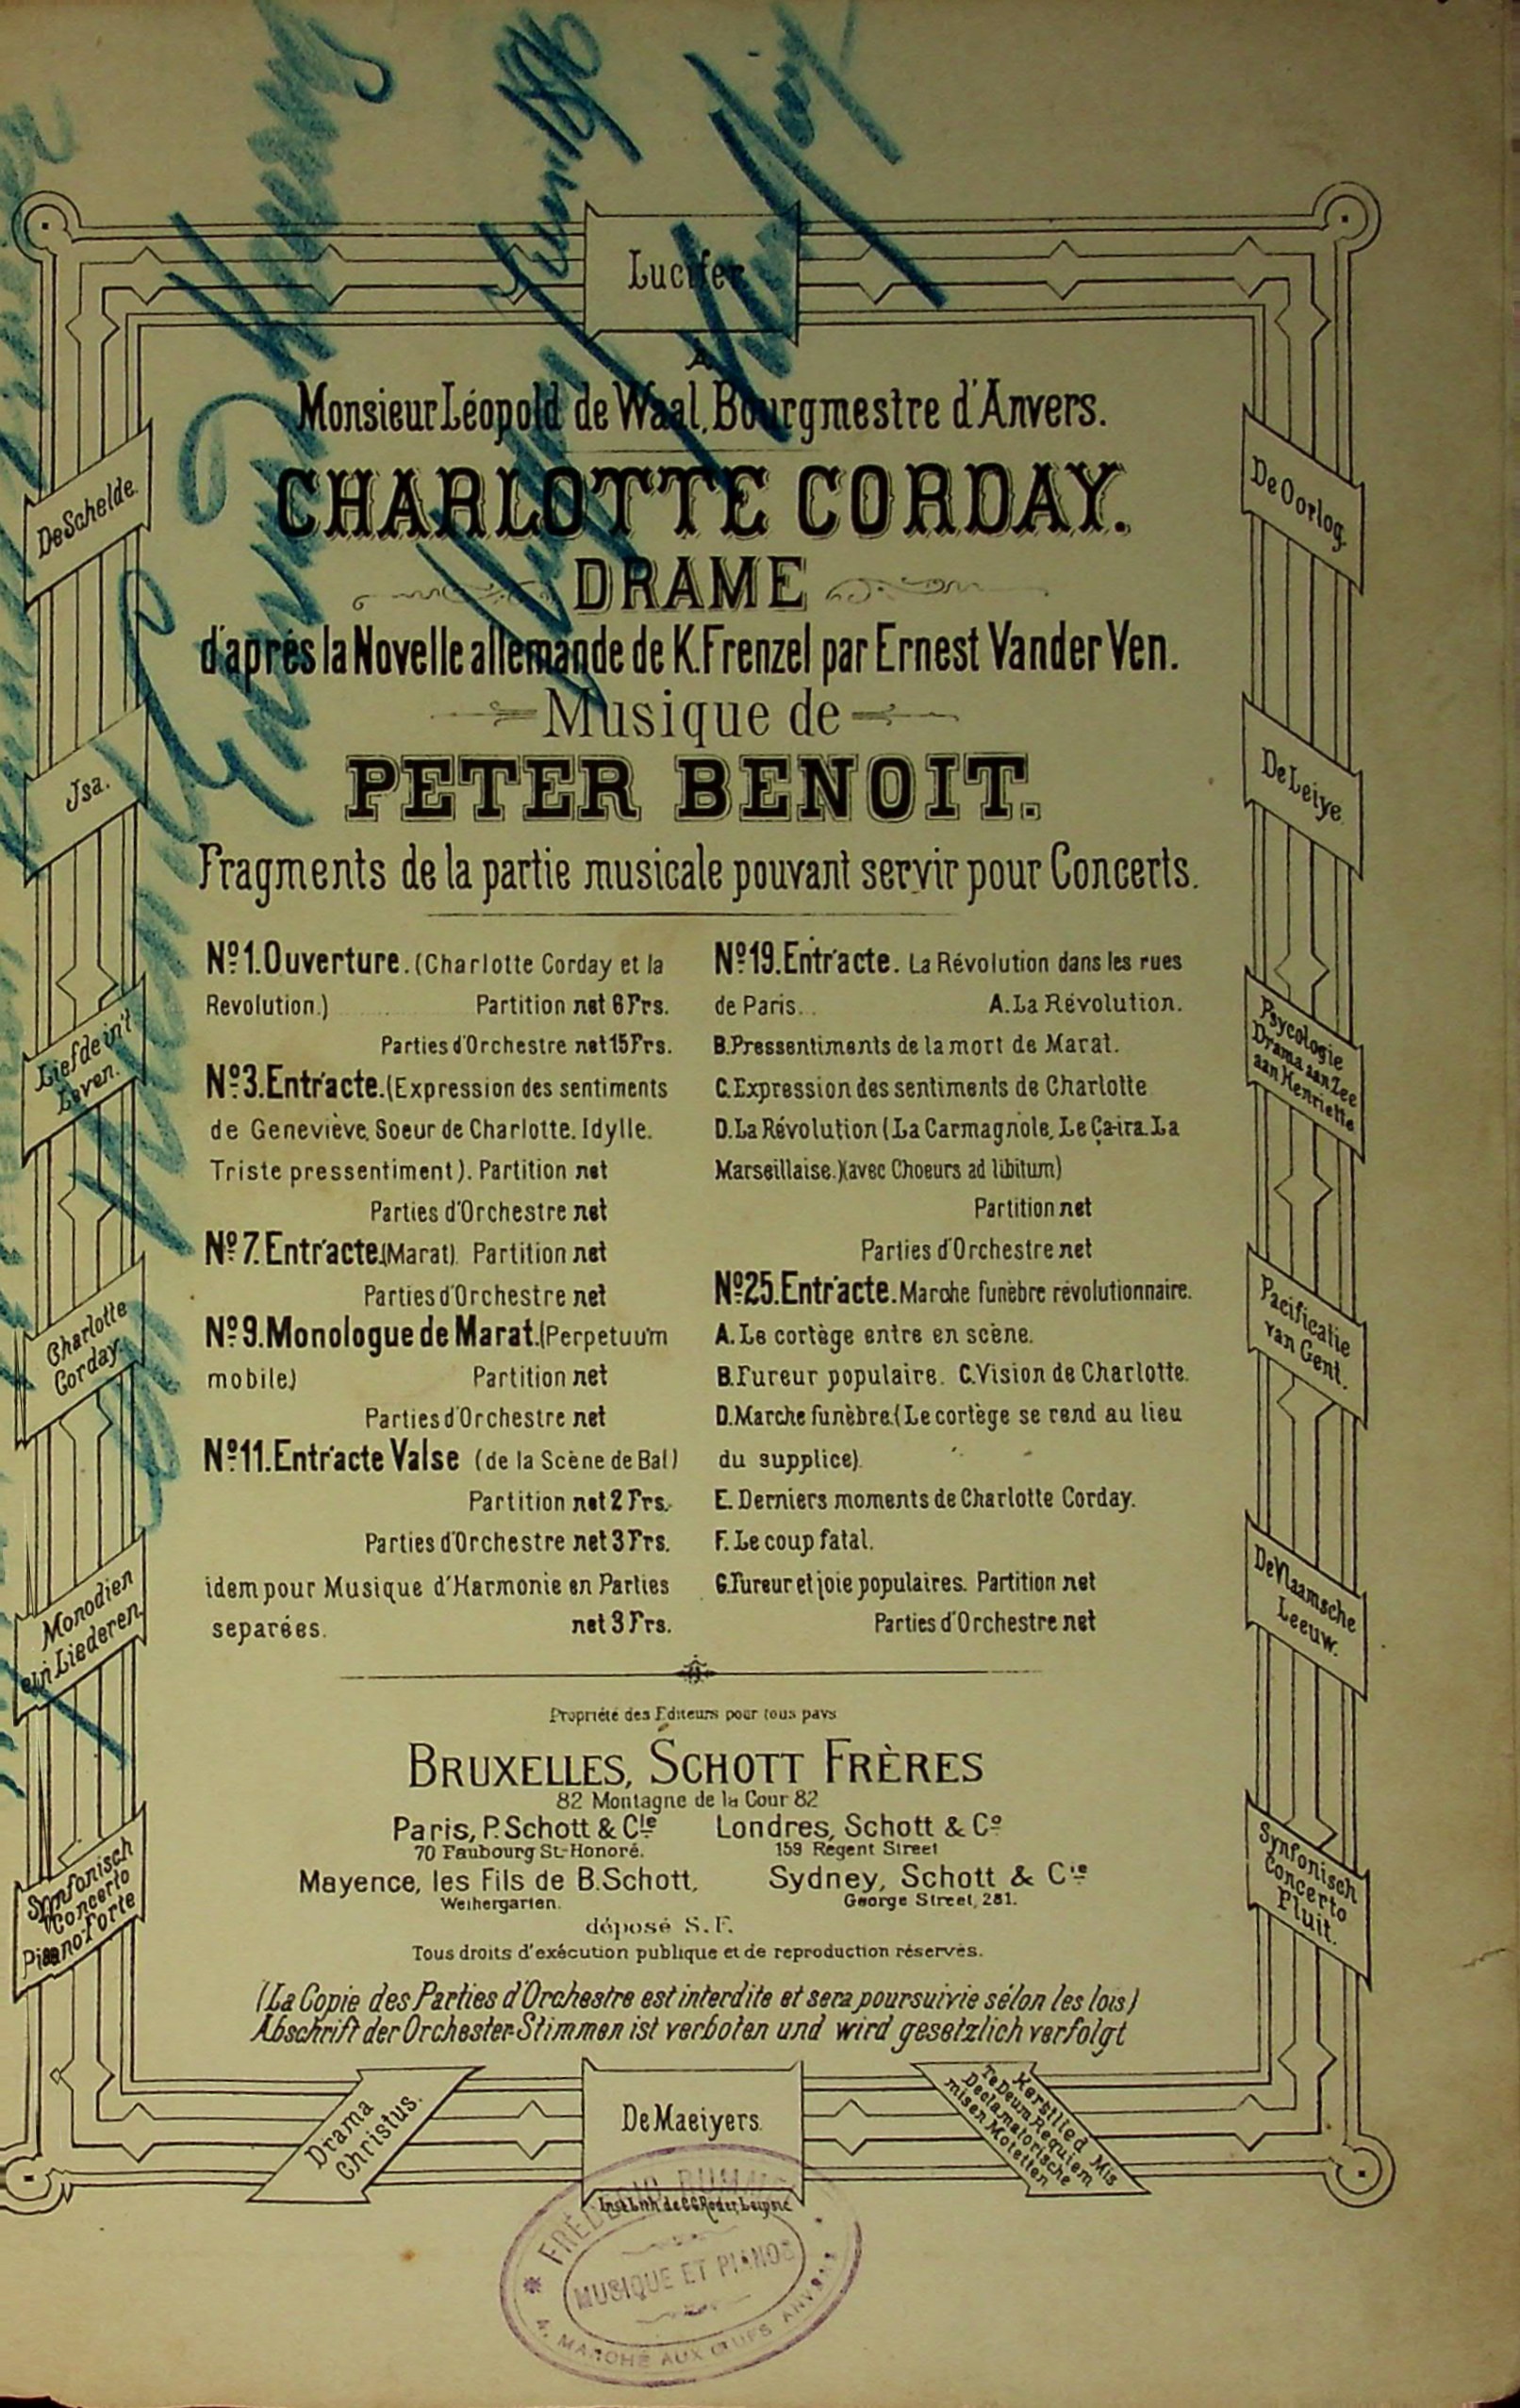 Lucifer
A
Monsieur Léopold de Waal, Bourgmestre d'Anvers.
CHARLOTTE CORDAY.
DRAME
d'aprés la Novelle allemande de K. Frenzel par Ernest Vander Ven.
Musique de
PETER BENOIT.
Fragments de la partie musicale pouvant servir pour Concerts.
Nº 1. Ouverture. (Charlotte Corday et la
Revolution.) Partition net 6 Frs.
Parties d'Orchestre net 15 Frs.
Nº 3. Entr'acte. (Expression des sentiments
de Geneviève, Soeur de Charlotte. Idylle.
Triste pressentiment). Partition net
Parties d'Orchestre net
Nº 7. Entr'acte. (Marat). Partition net
Parties d'Orchestre net
Nº 9. Monologue de Marat. (Perpetuum
mobile) Partition net
Parties d'Orchestre net
Nº 11. Entr'acte Valse (de la Scène de Bal)
Partition net 2 Frs.
Parties d'Orchestre net 3 Frs.
idem pour Musique d'Harmonie en Parties
separées. net 3 Frs.
Nº 19. Entr'acte. La Révolution dans les rues
de Paris. A. La Révolution.
B. Pressentiments de la mort de Marat.
C. Expression des sentiments de Charlotte
D. La Révolution (La Carmagnole, Le Ça-ira. La
Marseillaise.) (avec Choeurs ad libitum)
Partition net
Parties d'Orchestre net
Nº 25. Entr'acte. Marche funèbre révolutionnaire.
A. Le cortège entre en scène.
B. Fureur populaire. C. Vision de Charlotte.
D. Marche funèbre. (Le cortège se rend au lieu
du supplice).
E. Derniers moments de Charlotte Corday.
F. Le coup fatal.
G. Fureur et joie populaires. Partition net
Parties d'Orchestre net
Propriété des Editeurs pour tous pays
BRUXELLES, SCHOTT FRÈRES
82 Montagne de la Cour 82
Paris, P. Schott & Cie Londres, Schott & Co
70 Faubourg St-Honoré. 159 Regent Street
Mayence, les Fils de B. Schott, Sydney, Schott & Cie
Weihergarten. George Street, 281.
déposé S. F.
Tous droits d'exécution publique et de reproduction réservés.
(La Copie des Parties d'Orchestre est interdite et sera poursuivie sélon les lois)
Abschrift der Orchester-Stimmen ist verboten und wird gesetzlich verfolgt
De Schelde.
Jsa.
Liefde in't
Leven.
Charlotte
Corday
Monodien
en Liederen.
Synfonisch
Concerto
Piano-Forte
De Oorlog.
De Leiye.
Psycologie
Drama aan Zee
aan Henriette
Pacificatie
van Gent.
De Vlaamsche
Leeuw.
Synfonisch
Concerto
Fluit.
Drama
Christus.
De Maeiyers.
Kerstlied Mis
Te Deum Requiem
Declamatorische
misen Motetten
Inst. Lith. de C.G. Röder, Leipzig
FRÉDÉRIC RUMMEL
MUSIQUE ET PIANOS
4, MARCHÉ AUX OEUFS ANVERS